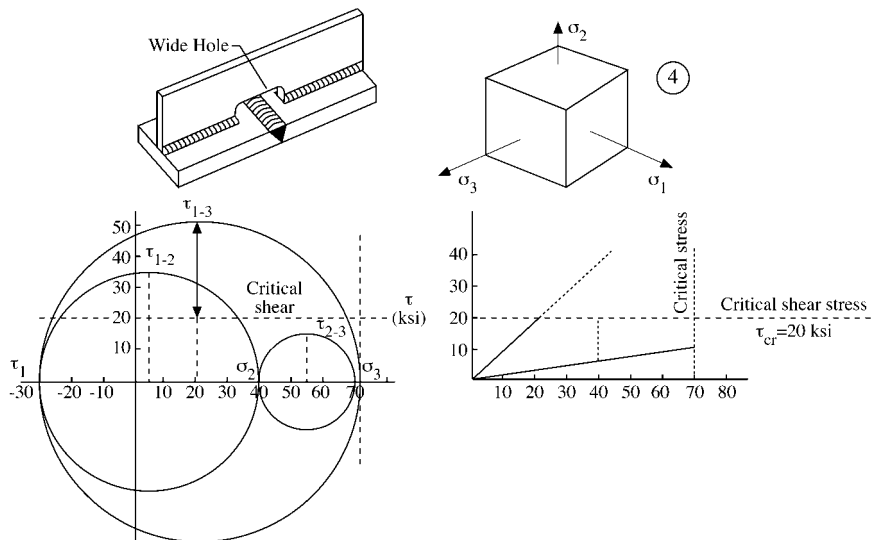 Wide Hole
σ2
4
σ3
σ1
τ1-3
50
40
τ1-2
30
Critical
shear
τ
(ksi)
20
τ2-3
10
τ1
σ2
σ3
-30 -20 -10 10 20 30 40 50 60 70
Critical stress
40
30
20
10
Critical shear stress
τcr=20 ksi
10 20 30 40 50 60 70 80